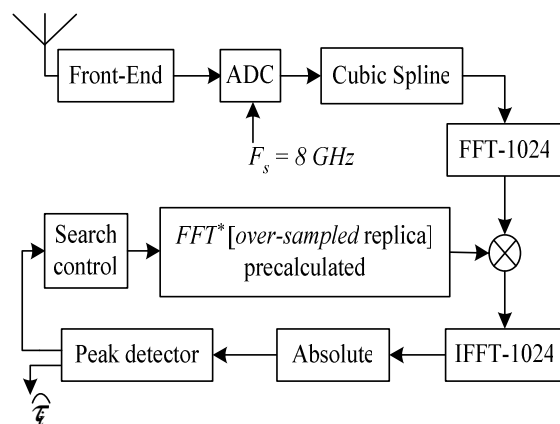 Front-End
ADC
Cubic Spline
Fs = 8 GHz
FFT-1024
Search
control
FFT* [over-sampled replica]
precalculated
Peak detector
Absolute
IFFT-1024